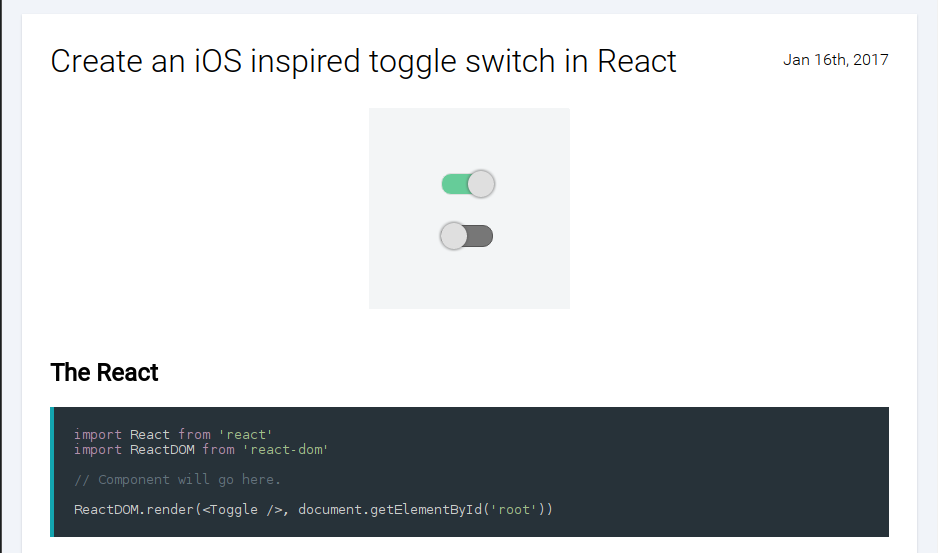 Create an iOS inspired toggle switch in React
Jan 16th, 2017
The React
import React from 'react'
import ReactDOM from 'react-dom'
// Component will go here.
ReactDOM.render(<Toggle />, document.getElementById('root'))